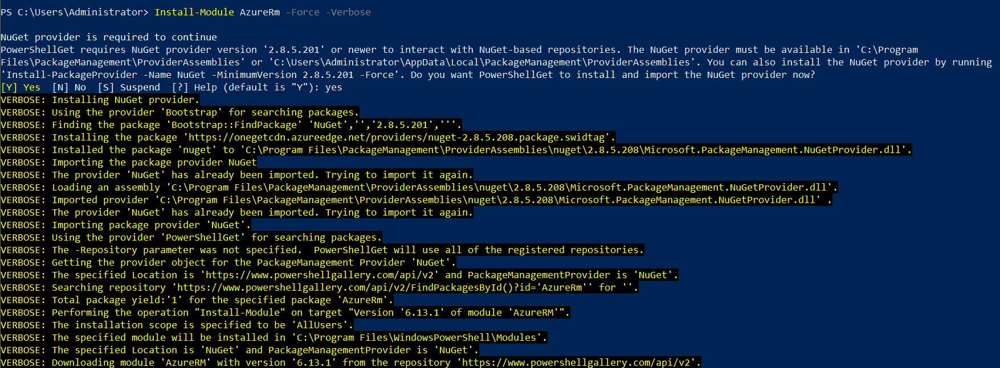 PS C:\Users\Administrator> Install-Module AzureRm -Force -Verbose
NuGet provider is required to continue
PowerShellGet requires NuGet provider version '2.8.5.201' or newer to interact with NuGet-based repositories. The NuGet provider must be available in 'C:\Program
Files\PackageManagement\ProviderAssemblies' or 'C:\Users\Administrator\AppData\Local\PackageManagement\ProviderAssemblies'. You can also install the NuGet provider by running
'Install-PackageProvider -Name NuGet -MinimumVersion 2.8.5.201 -Force'. Do you want PowerShellGet to install and import the NuGet provider now?
[Y] Yes  [N] No  [S] Suspend  [?] Help (default is "Y"): yes
VERBOSE: Installing NuGet provider.
VERBOSE: Using the provider 'Bootstrap' for searching packages.
VERBOSE: Finding the package 'Bootstrap::FindPackage' 'NuGet','','2.8.5.201','''.
VERBOSE: Installing the package 'https://onegetcdn.azureedge.net/providers/nuget-2.8.5.208.package.swidtag'.
VERBOSE: Installed the package 'nuget' to 'C:\Program Files\PackageManagement\ProviderAssemblies\nuget\2.8.5.208\Microsoft.PackageManagement.NuGetProvider.dll'.
VERBOSE: Importing the package provider NuGet
VERBOSE: The provider 'NuGet' has already been imported. Trying to import it again.
VERBOSE: Loading an assembly 'C:\Program Files\PackageManagement\ProviderAssemblies\nuget\2.8.5.208\Microsoft.PackageManagement.NuGetProvider.dll'.
VERBOSE: Imported provider 'C:\Program Files\PackageManagement\ProviderAssemblies\nuget\2.8.5.208\Microsoft.PackageManagement.NuGetProvider.dll' .
VERBOSE: The provider 'NuGet' has already been imported. Trying to import it again.
VERBOSE: Importing package provider 'NuGet'.
VERBOSE: Using the provider 'PowerShellGet' for searching packages.
VERBOSE: The -Repository parameter was not specified.  PowerShellGet will use all of the registered repositories.
VERBOSE: Getting the provider object for the PackageManagement Provider 'NuGet'.
VERBOSE: The specified Location is 'https://www.powershellgallery.com/api/v2' and PackageManagementProvider is 'NuGet'.
VERBOSE: Searching repository 'https://www.powershellgallery.com/api/v2/FindPackagesById()?id='AzureRm'' for ''.
VERBOSE: Total package yield:'1' for the specified package 'AzureRm'.
VERBOSE: Performing the operation "Install-Module" on target "Version '6.13.1' of module 'AzureRM'".
VERBOSE: The installation scope is specified to be 'AllUsers'.
VERBOSE: The specified module will be installed in 'C:\Program Files\WindowsPowerShell\Modules'.
VERBOSE: The specified Location is 'NuGet' and PackageManagementProvider is 'NuGet'.
VERBOSE: Downloading module 'AzureRM' with version '6.13.1' from the repository 'https://www.powershellgallery.com/api/v2'.